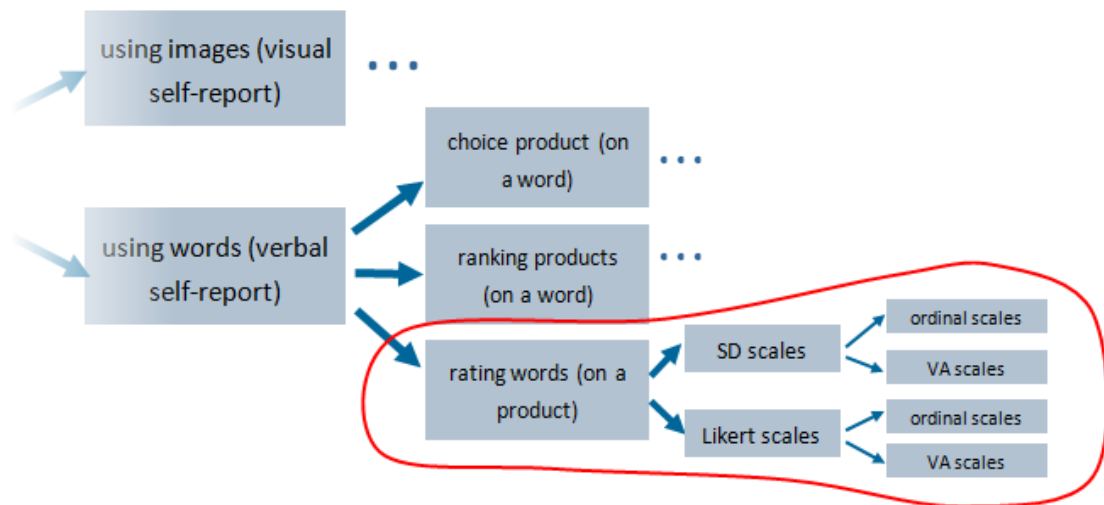 using images (visual
self-report)
...
choice product (on
a word)
...
using words (verbal
self-report)
ranking products
(on a word)
...
rating words (on a
product)
SD scales
ordinal scales
VA scales
Likert scales
ordinal scales
VA scales